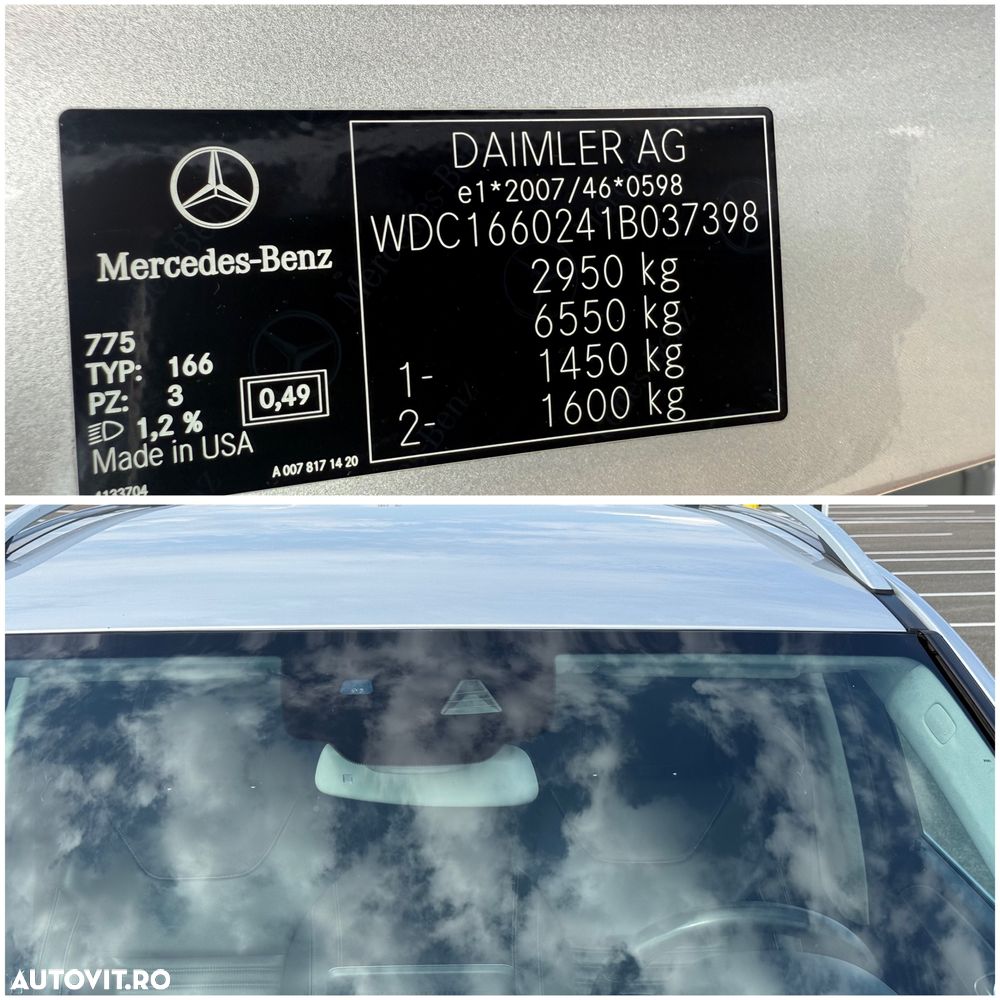 DAIMLER AG
e1*2007/46*0598
WDC1660241B037398
2950 kg
6550 kg
1- 1450 kg
2- 1600 kg
Mercedes-Benz
775
TYP: 166
PZ: 3
0,49
1,2 %
Made in USA
A 007 817 14 20
4133704
AUTOVIT.RO